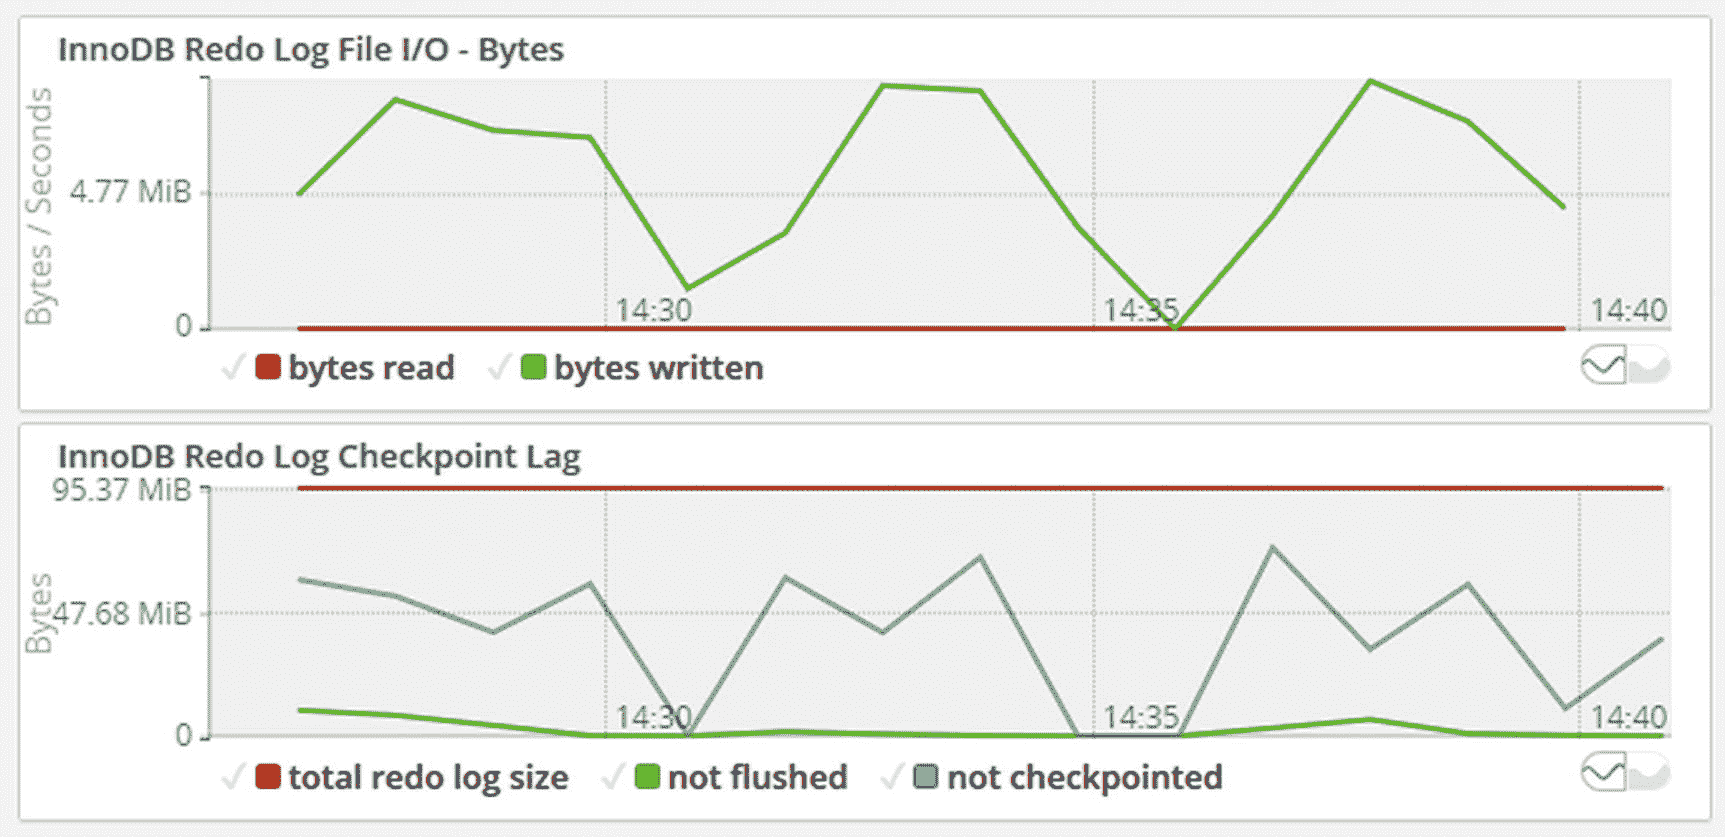 InnoDB Redo Log File I/O - Bytes
Bytes / Seconds
4.77 MiB
0
14:30 14:35 14:40
bytes read bytes written
InnoDB Redo Log Checkpoint Lag
95.37 MiB
Bytes
47.68 MiB
0
14:30 14:35 14:40
total redo log size not flushed not checkpointed